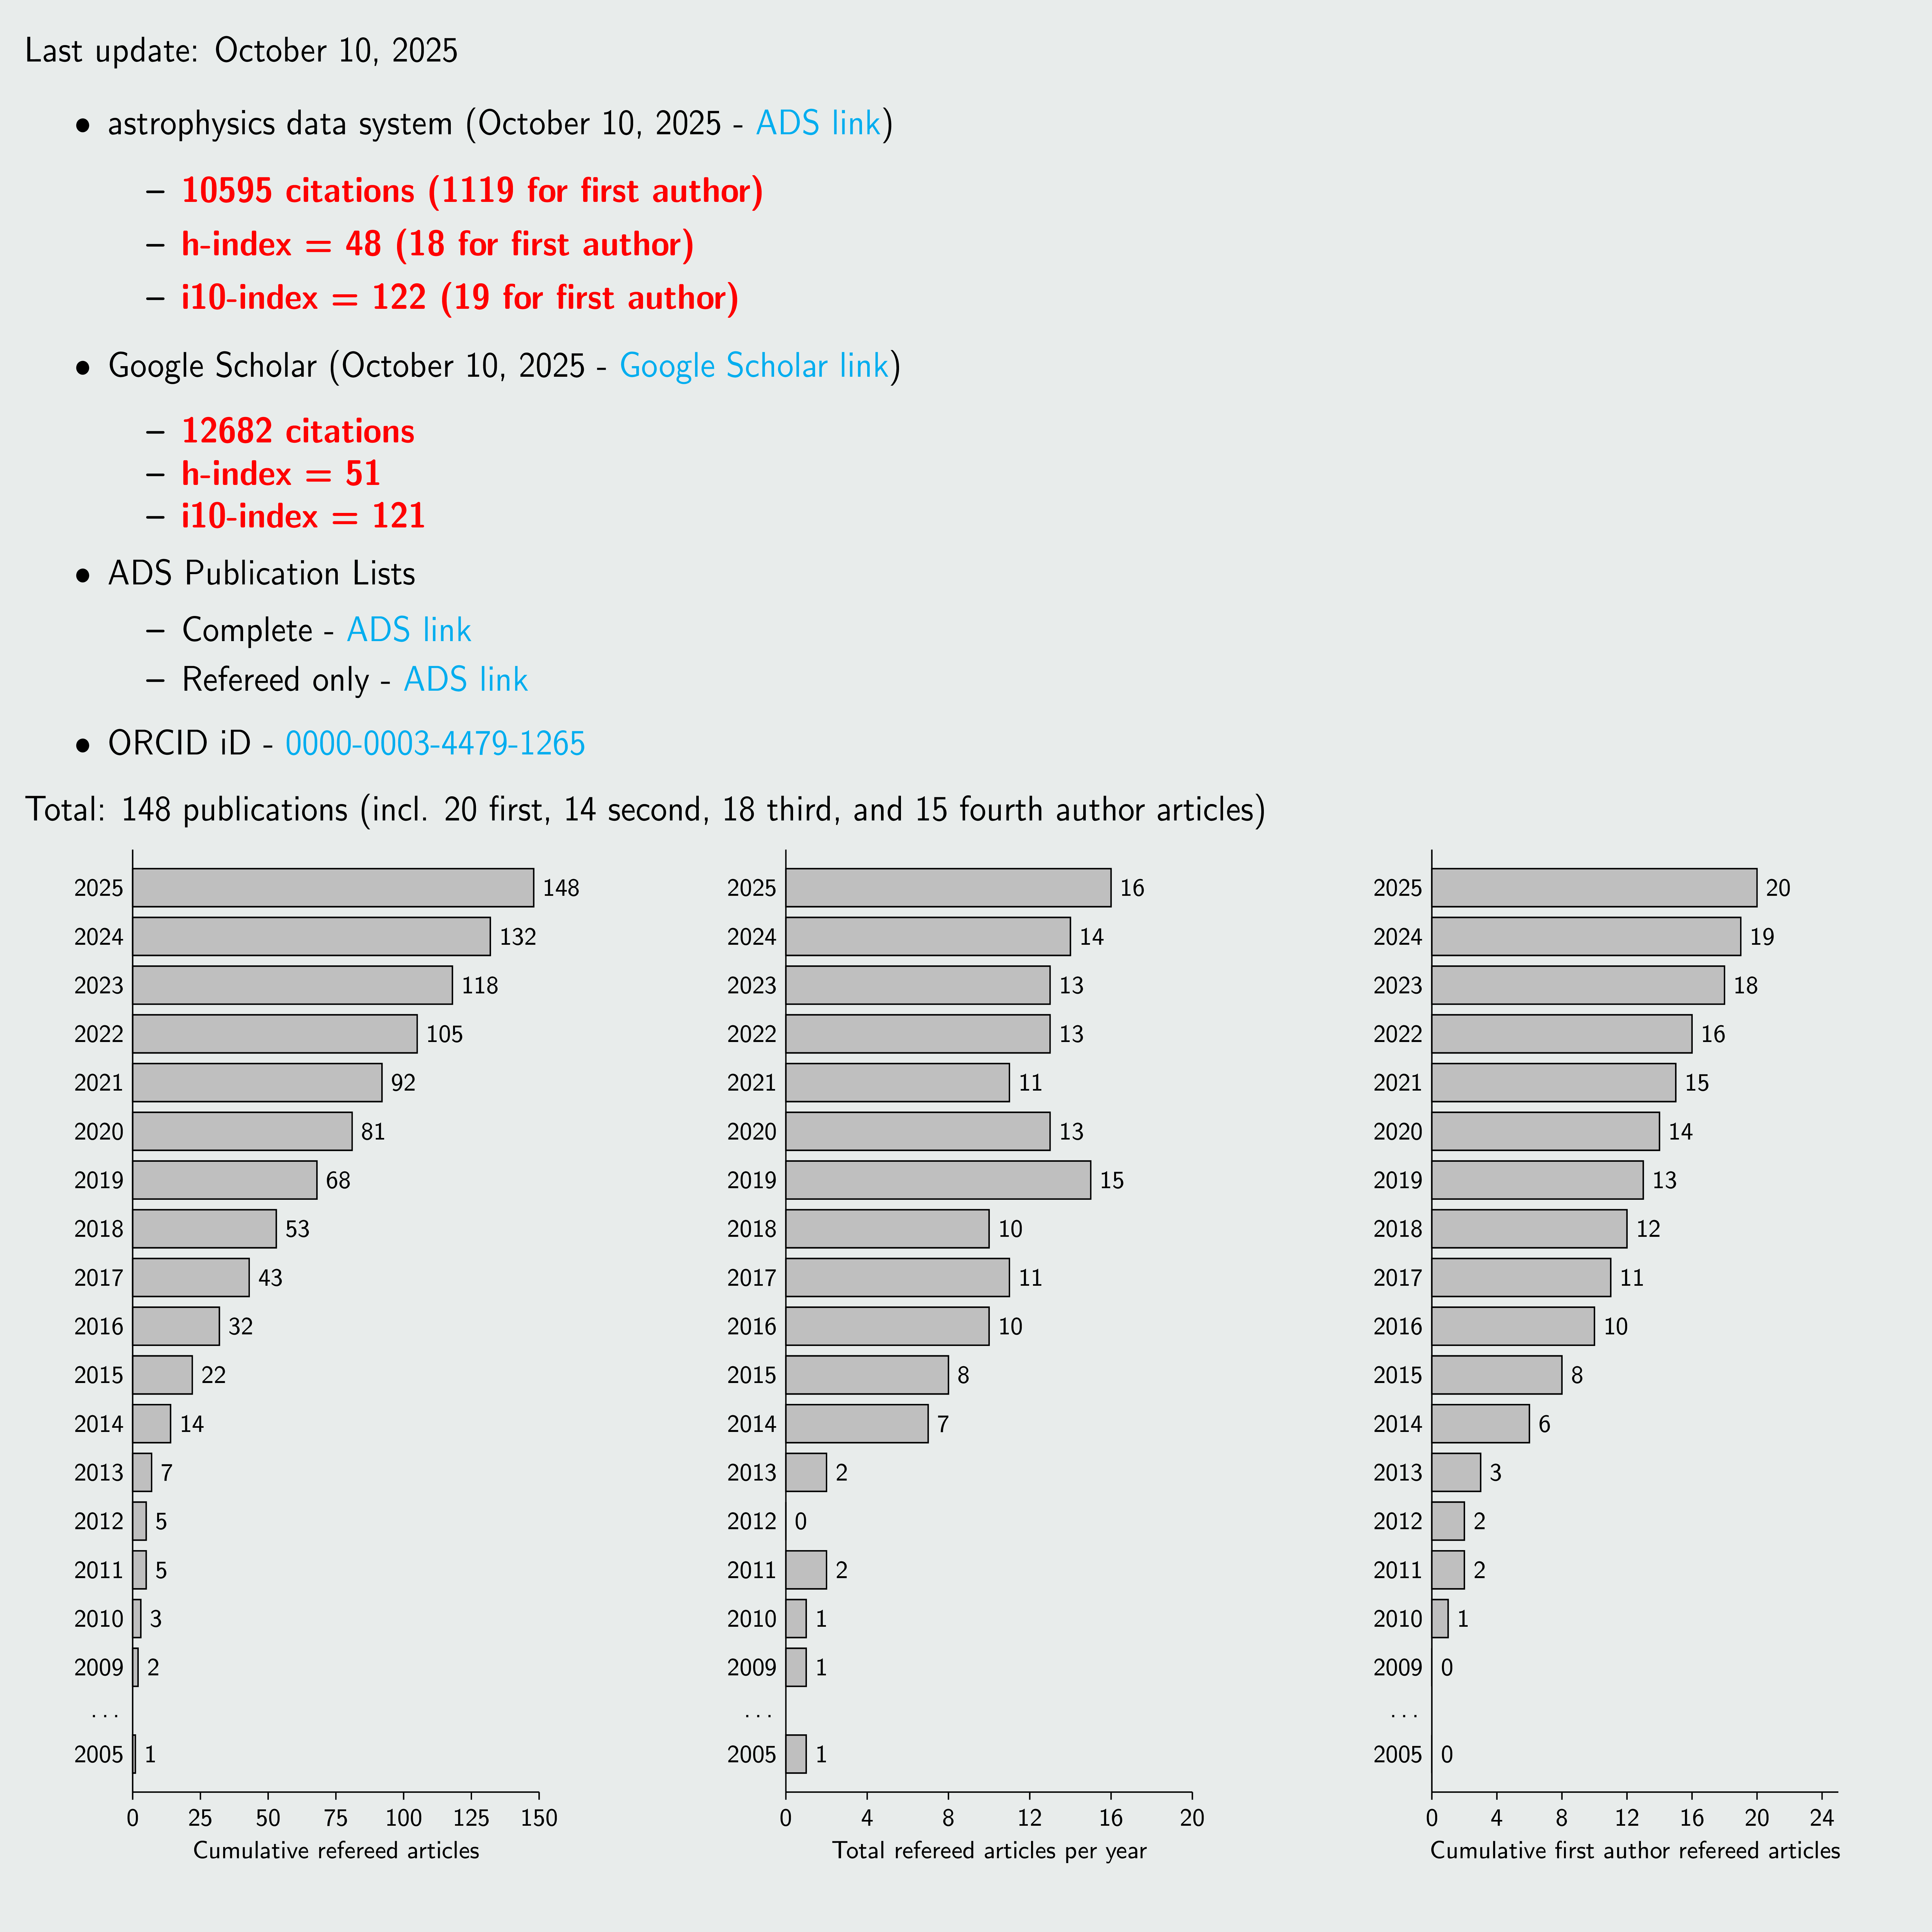 Last update: October 10, 2025
• astrophysics data system (October 10, 2025 - ADS link)
– 10595 citations (1119 for first author)
– h-index = 48 (18 for first author)
– i10-index = 122 (19 for first author)
• Google Scholar (October 10, 2025 - Google Scholar link)
– 12682 citations
– h-index = 51
– i10-index = 121
• ADS Publication Lists
– Complete - ADS link
– Refereed only - ADS link
• ORCID iD - 0000-0003-4479-1265
Total: 148 publications (incl. 20 first, 14 second, 18 third, and 15 fourth author articles)
2025 148
2024 132
2023 118
2022 105
2021 92
2020 81
2019 68
2018 53
2017 43
2016 32
2015 22
2014 14
2013 7
2012 5
2011 5
2010 3
2009 2
...
2005 1
0 25 50 75 100 125 150
Cumulative refereed articles
2025 16
2024 14
2023 13
2022 13
2021 11
2020 13
2019 15
2018 10
2017 11
2016 10
2015 8
2014 7
2013 2
2012 0
2011 2
2010 1
2009 1
...
2005 1
0 4 8 12 16 20
Total refereed articles per year
2025 20
2024 19
2023 18
2022 16
2021 15
2020 14
2019 13
2018 12
2017 11
2016 10
2015 8
2014 6
2013 3
2012 2
2011 2
2010 1
2009 0
...
2005 0
0 4 8 12 16 20 24
Cumulative first author refereed articles